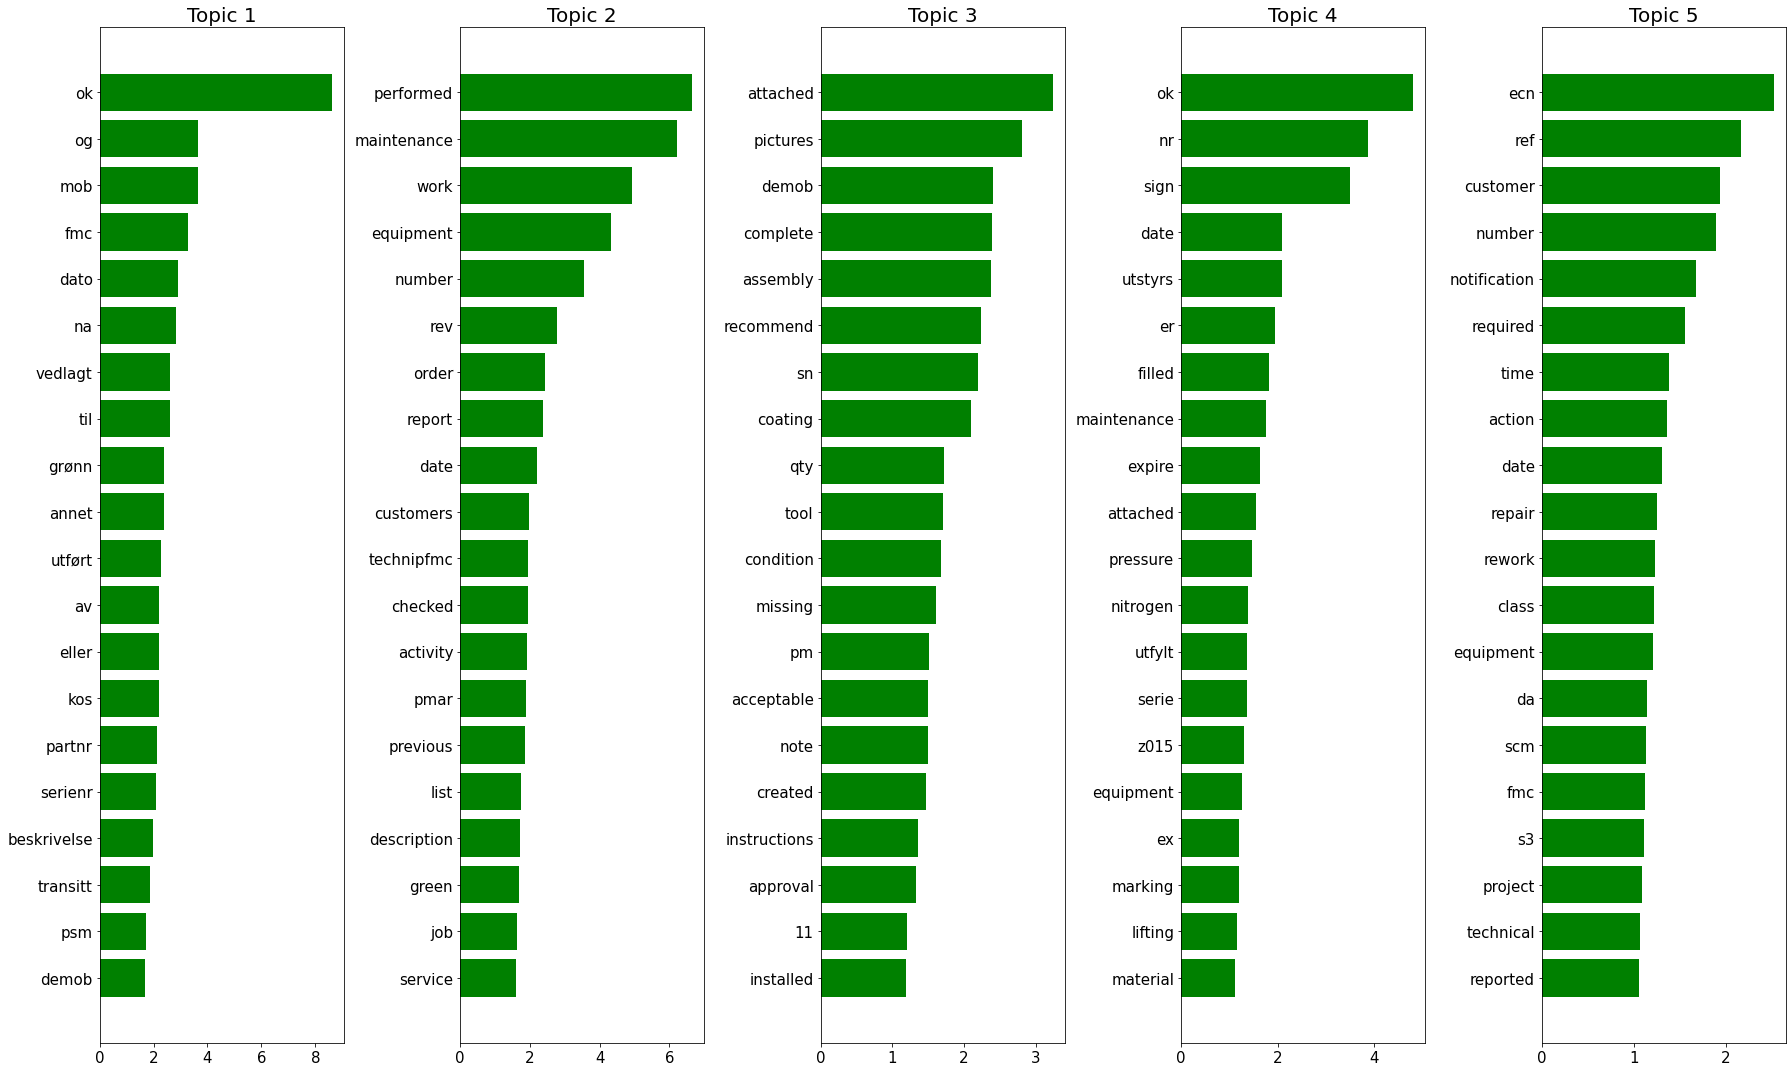 Topic 1
ok
og
mob
fmc
dato
na
vedlagt
til
grønn
annet
utført
av
eller
kos
partnr
serienr
beskrivelse
transitt
psm
demob
0 2 4 6 8
Topic 2
performed
maintenance
work
equipment
number
rev
order
report
date
customers
technipfmc
checked
activity
pmar
previous
list
description
green
job
service
0 2 4 6
Topic 3
attached
pictures
demob
complete
assembly
recommend
sn
coating
qty
tool
condition
missing
pm
acceptable
note
created
instructions
approval
11
installed
0 1 2 3
Topic 4
ok
nr
sign
date
utstyrs
er
filled
maintenance
expire
attached
pressure
nitrogen
utfylt
serie
z015
equipment
ex
marking
lifting
material
0 2 4
Topic 5
ecn
ref
customer
number
notification
required
time
action
date
repair
rework
class
equipment
da
scm
fmc
s3
project
technical
reported
0 1 2